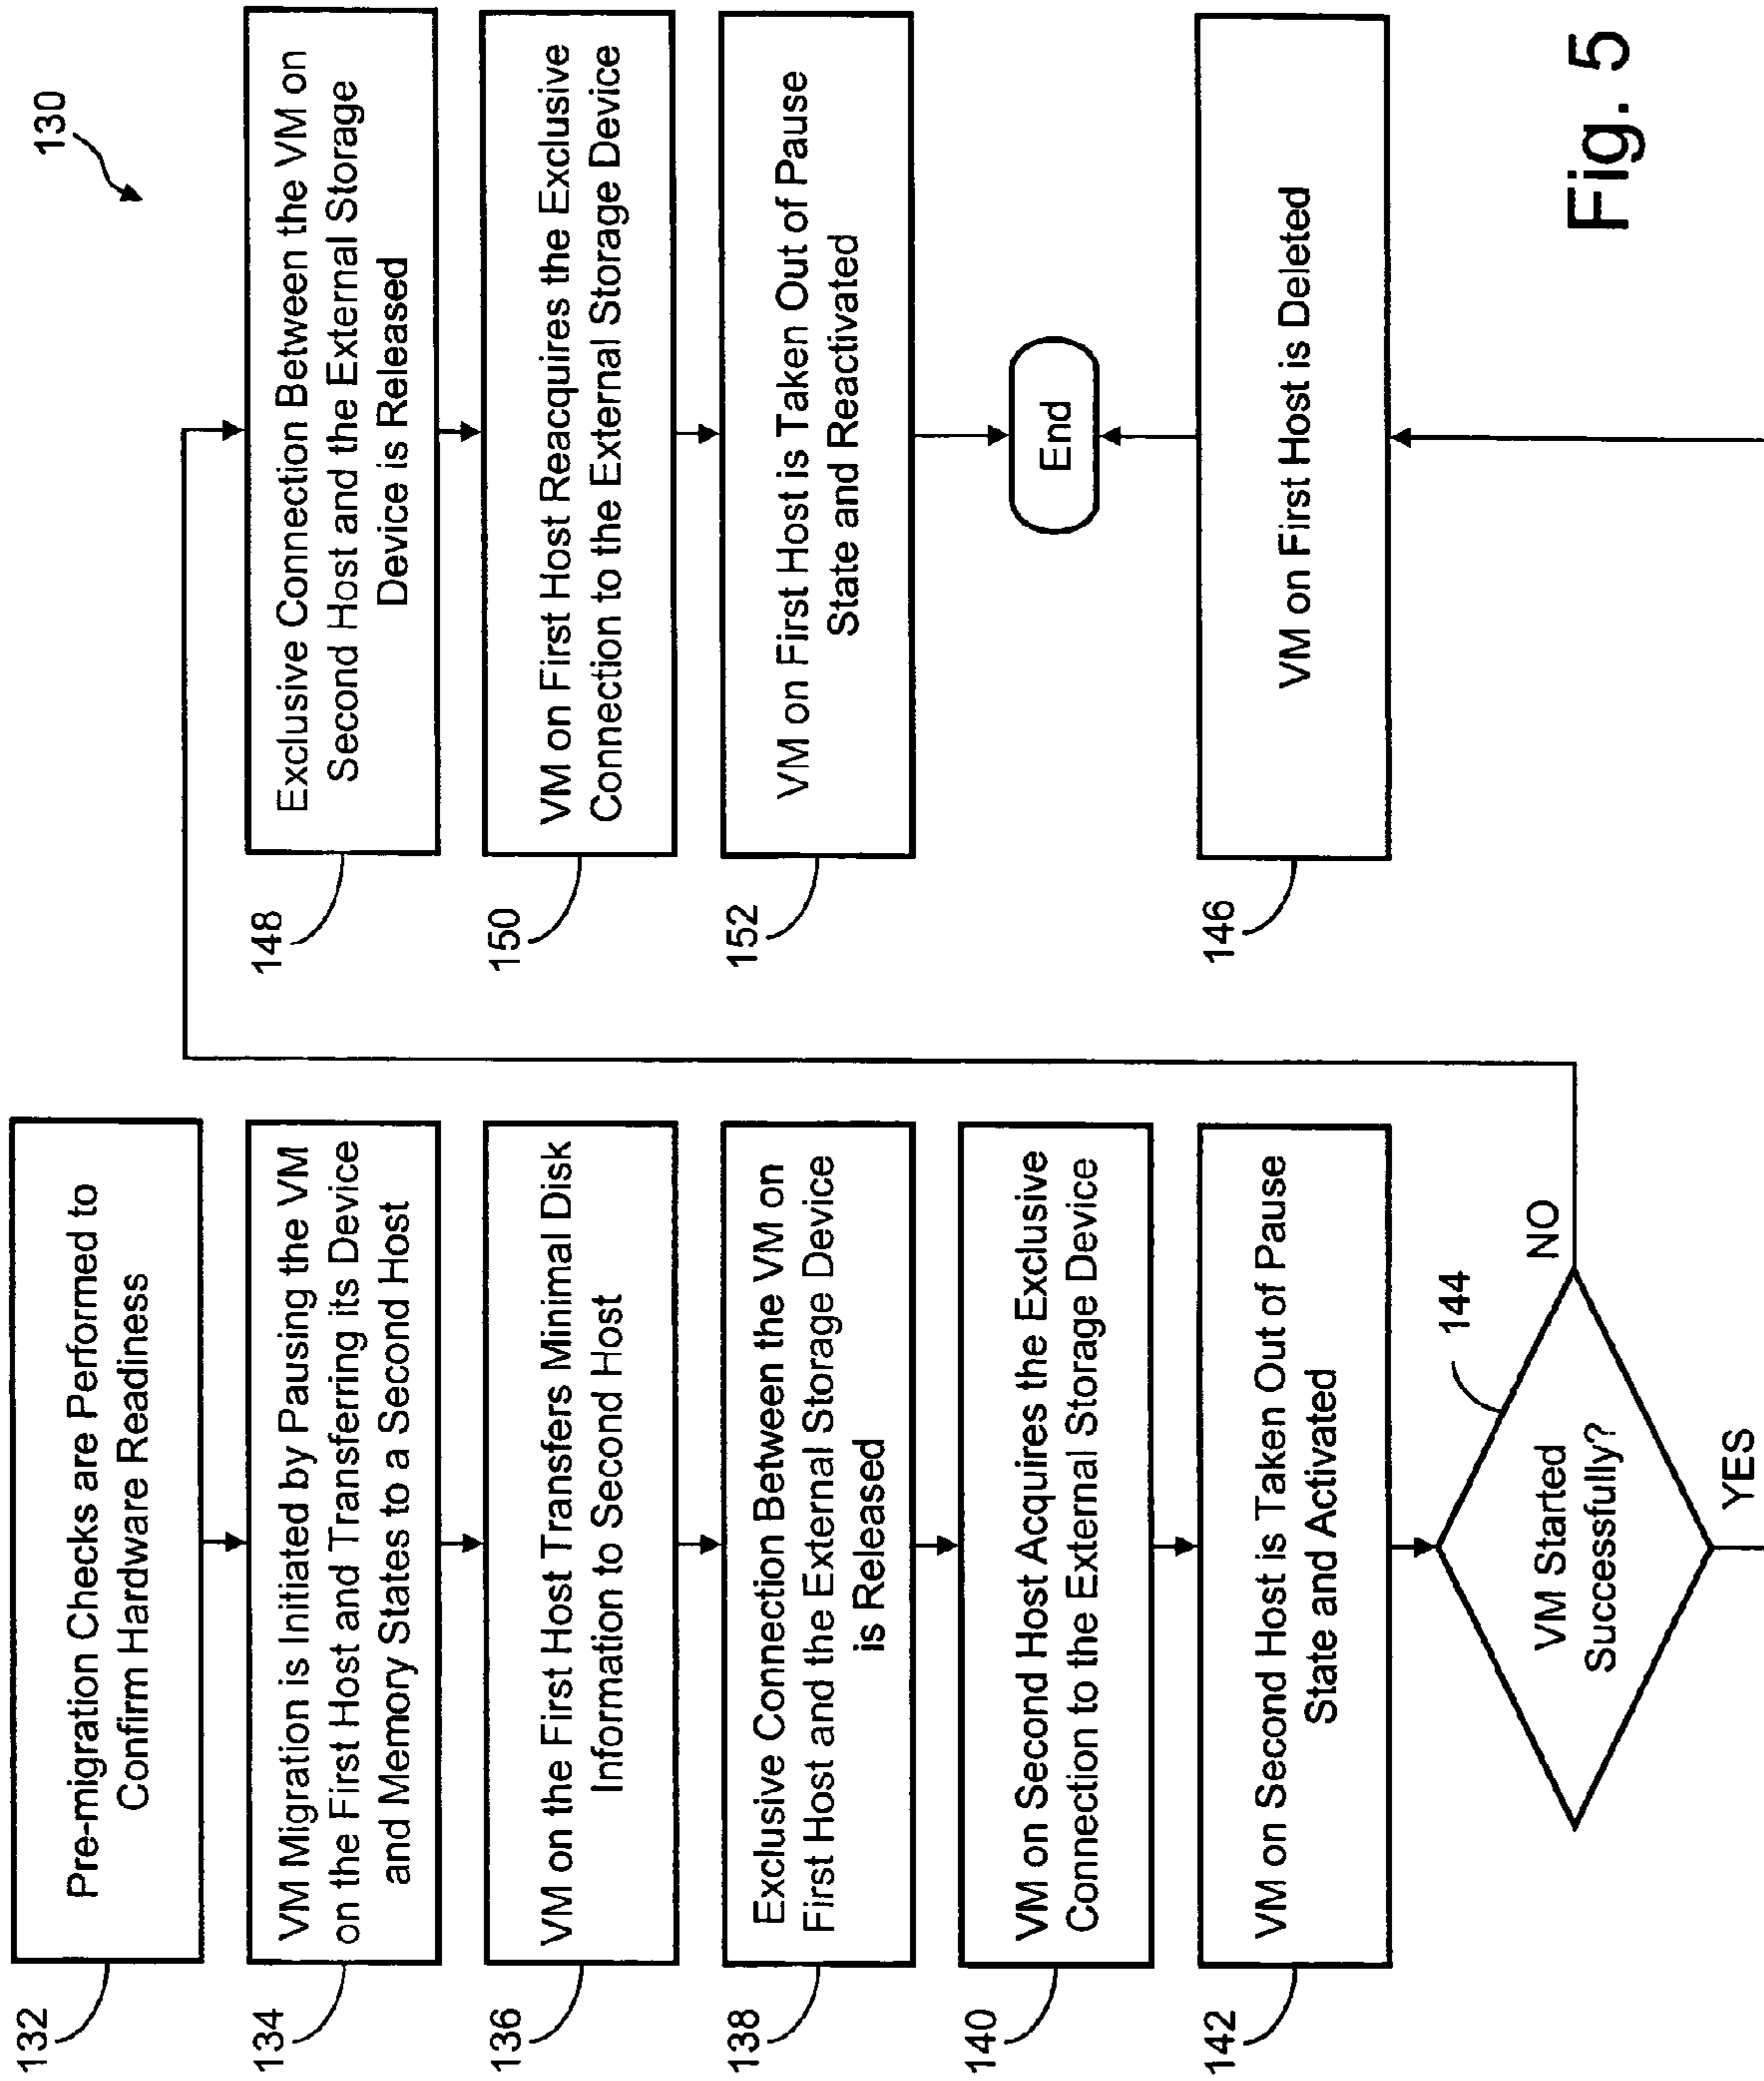 130
132
Pre-migration Checks are Performed to
Confirm Hardware Readiness
134
VM Migration is Initiated by Pausing the VM
on the First Host and Transferring its Device
and Memory States to a Second Host
136
VM on the First Host Transfers Minimal Disk
Information to Second Host
138
Exclusive Connection Between the VM on
First Host and the External Storage Device
is Released
140
VM on Second Host Acquires the Exclusive
Connection to the External Storage Device
142
VM on Second Host is Taken Out of Pause
State and Activated
144
VM Started
Successfully?
NO
YES
148
Exclusive Connection Between the VM on
Second Host and the External Storage
Device is Released
150
VM on First Host Reacquires the Exclusive
Connection to the External Storage Device
152
VM on First Host is Taken Out of Pause
State and Reactivated
End
146
VM on First Host is Deleted
Fig. 5